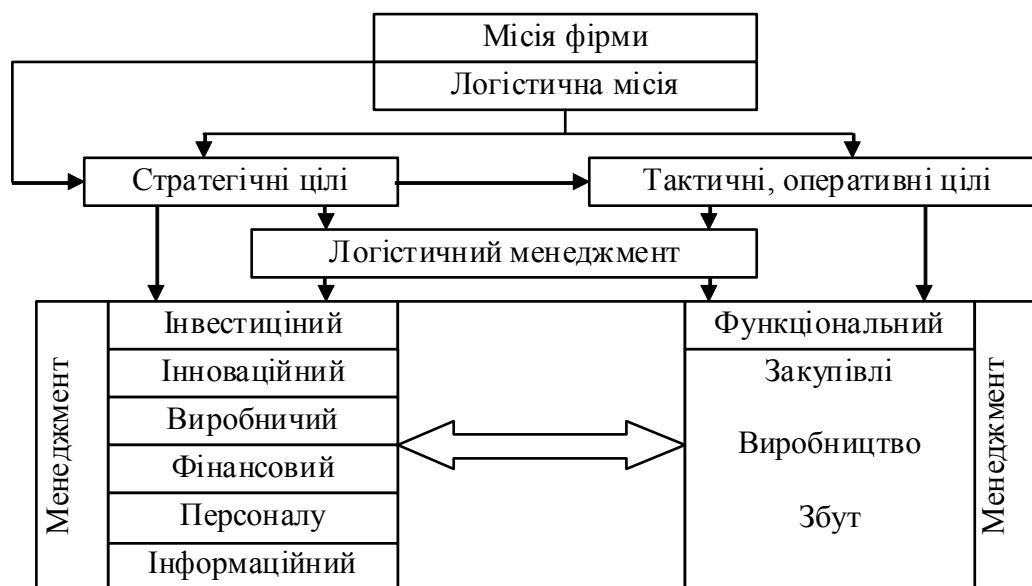 Місія фірми
Логістична місія
Стратегічні цілі
Тактичні, оперативні цілі
Логістичний менеджмент
Менеджмент
Інвестиціний
Інноваційний
Виробничий
Фінансовий
Персоналу
Інформаційний
Функціональний
Закупівлі
Виробництво
Збут
Менеджмент